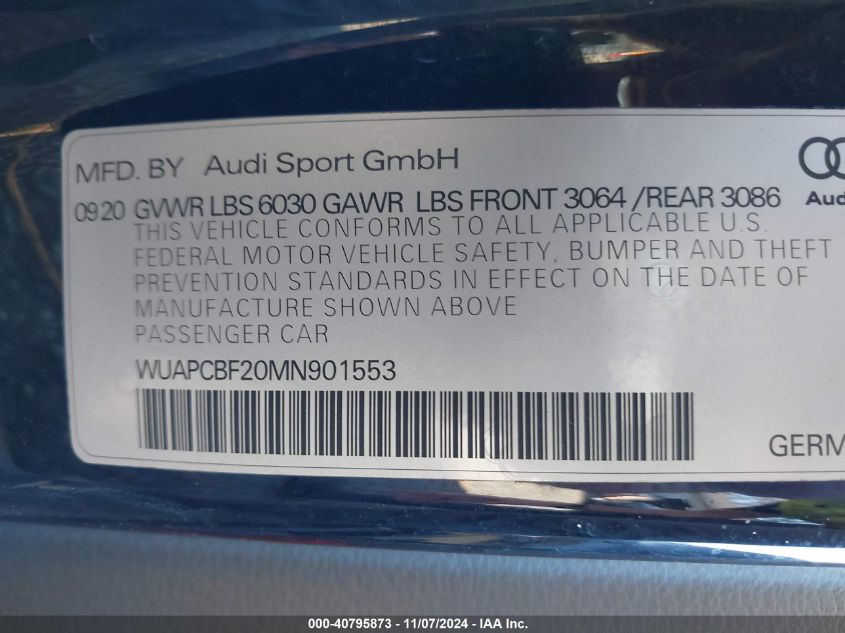 MFD. BY Audi Sport GmbH
09 20 GVWR LBS 6030 GAWR LBS FRONT 3064 /REAR 3086
THIS VEHICLE CONFORMS TO ALL APPLICABLE U.S.
FEDERAL MOTOR VEHICLE SAFETY, BUMPER AND THEFT
PREVENTION STANDARDS IN EFFECT ON THE DATE OF
MANUFACTURE SHOWN ABOVE
PASSENGER CAR
WUAPCBF20MN901553
Aud
GERM
000-40795873 - 11/07/2024 - IAA Inc.